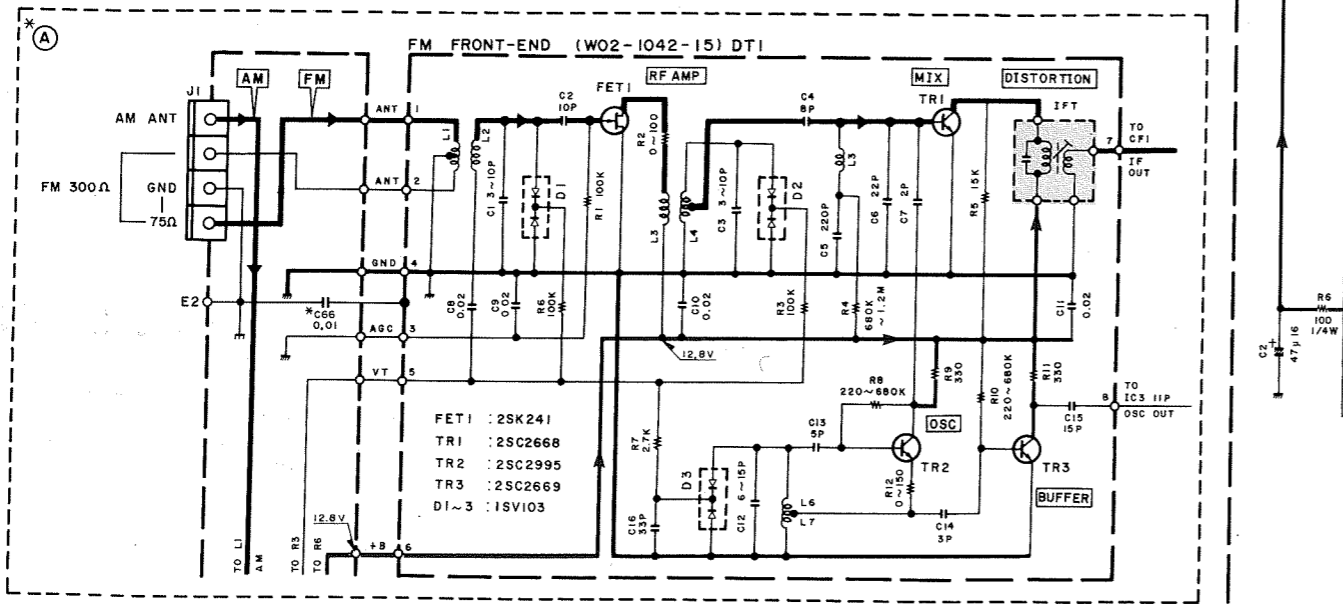 *
A
FM FRONT-END (W02-1042-15) DT1
AM
FM
J1
AM ANT
FM 300Ω
GND
75Ω
E2
*C66
0,01
ANT
1
ANT
2
GND
4
AGC
3
VT
5
+B
6
12.8V
TO L1
AM
TO R3
TO R6
L1
L2
C1 3~10P
D1
C2
10P
R1 100K
FET1
RF AMP
R2
0~100
L3
L4
C3 3~10P
D2
C4
8P
L3
C5 220P
C6 22P
C7 2P
MIX
TR1
R5 15K
DISTORTION
IFT
7
TO
CF1
IF
OUT
C8
0.02
C9
0.02
R6
100K
C10
0.02
R3
100K
R4
680K
~1.2M
C11
0.02
12,8V
FET1 :2SK241
TR1 :2SC2668
TR2 :2SC2995
TR3 :2SC2669
D1~3 :1SV103
R7
2.7K
C16
33P
D3
C12 6~15P
L6
L7
C13
5P
R8
220~680K
R9
330
OSC
TR2
R12
0~150
C14
3P
R10
220~680K
R11
330
C15
15P
TR3
BUFFER
8
TO
IC3 11P
OSC OUT
C2
47μ16
+
R6
100
1/4W